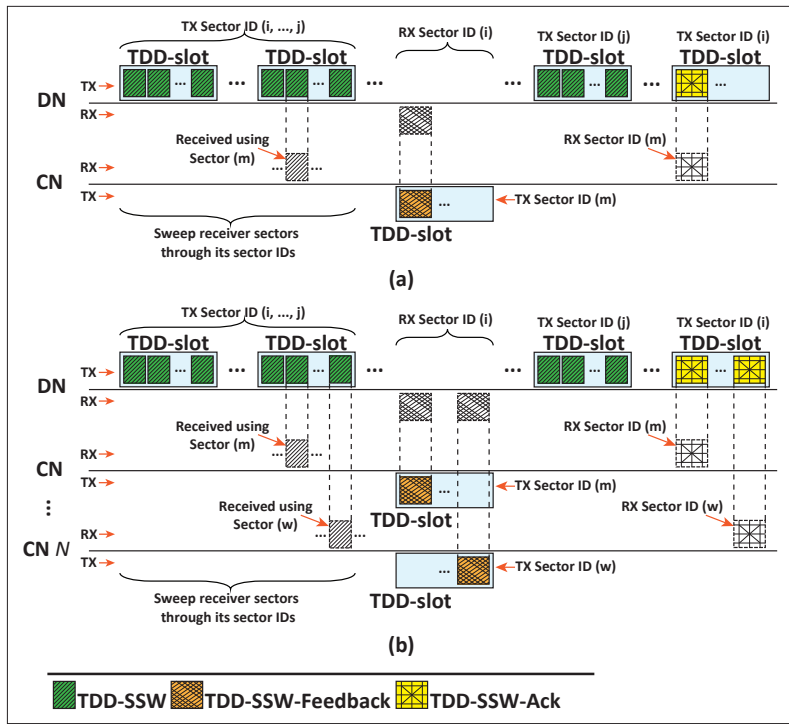 TX Sector ID (i, ..., j)
RX Sector ID (i)
TX Sector ID (j)
TX Sector ID (i)
TDD-slot
TDD-slot
TDD-slot
TDD-slot
TX
... ... ... ... ... ... ... ...
DN
RX
Received using
Sector (m)
RX Sector ID (m)
RX
... ...
CN
TX
...
TX Sector ID (m)
Sweep receiver sectors
through its sector IDs
TDD-slot
(a)
TX Sector ID (i, ..., j)
RX Sector ID (i)
TX Sector ID (j)
TX Sector ID (i)
TDD-slot
TDD-slot
TDD-slot
TDD-slot
TX
... ... ... ... ... ... ... ...
DN
RX
Received using
Sector (m)
RX Sector ID (m)
RX
... ...
CN
TX
...
TX Sector ID (m)
...
Received using
Sector (w)
TDD-slot
RX Sector ID (w)
RX
... ...
CN N
TX
...
TX Sector ID (w)
Sweep receiver sectors
through its sector IDs
TDD-slot
(b)
TDD-SSW
TDD-SSW-Feedback
TDD-SSW-Ack